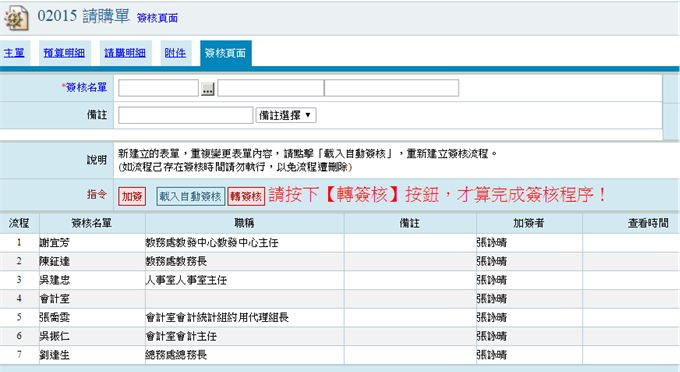 02015 請購單 簽核頁面
主單 預算明細 請購明細 附件 簽核頁面
*簽核名單 ...
備註 備註選擇 ▼
說明 新建立的表單，重複變更表單內容，請點擊「載入自動簽核」，重新建立簽核流程。
(如流程己存在簽核時間請勿執行，以免流程遭刪除)
指令 加簽 載入自動簽核 轉簽核 請按下【轉簽核】按鈕，才算完成簽核程序！
流程 簽核名單 職稱 備註 加簽者 查看時間
1 謝宜芳 教務處教發中心教發中心主任 張詠晴
2 陳鉦達 教務處教務長 張詠晴
3 吳建忠 人事室人事室主任 張詠晴
4 會計室 張詠晴
5 張喬雯 會計室會計統計組約用代理組長 張詠晴
6 吳振仁 會計室會計主任 張詠晴
7 劉達生 總務處總務長 張詠晴